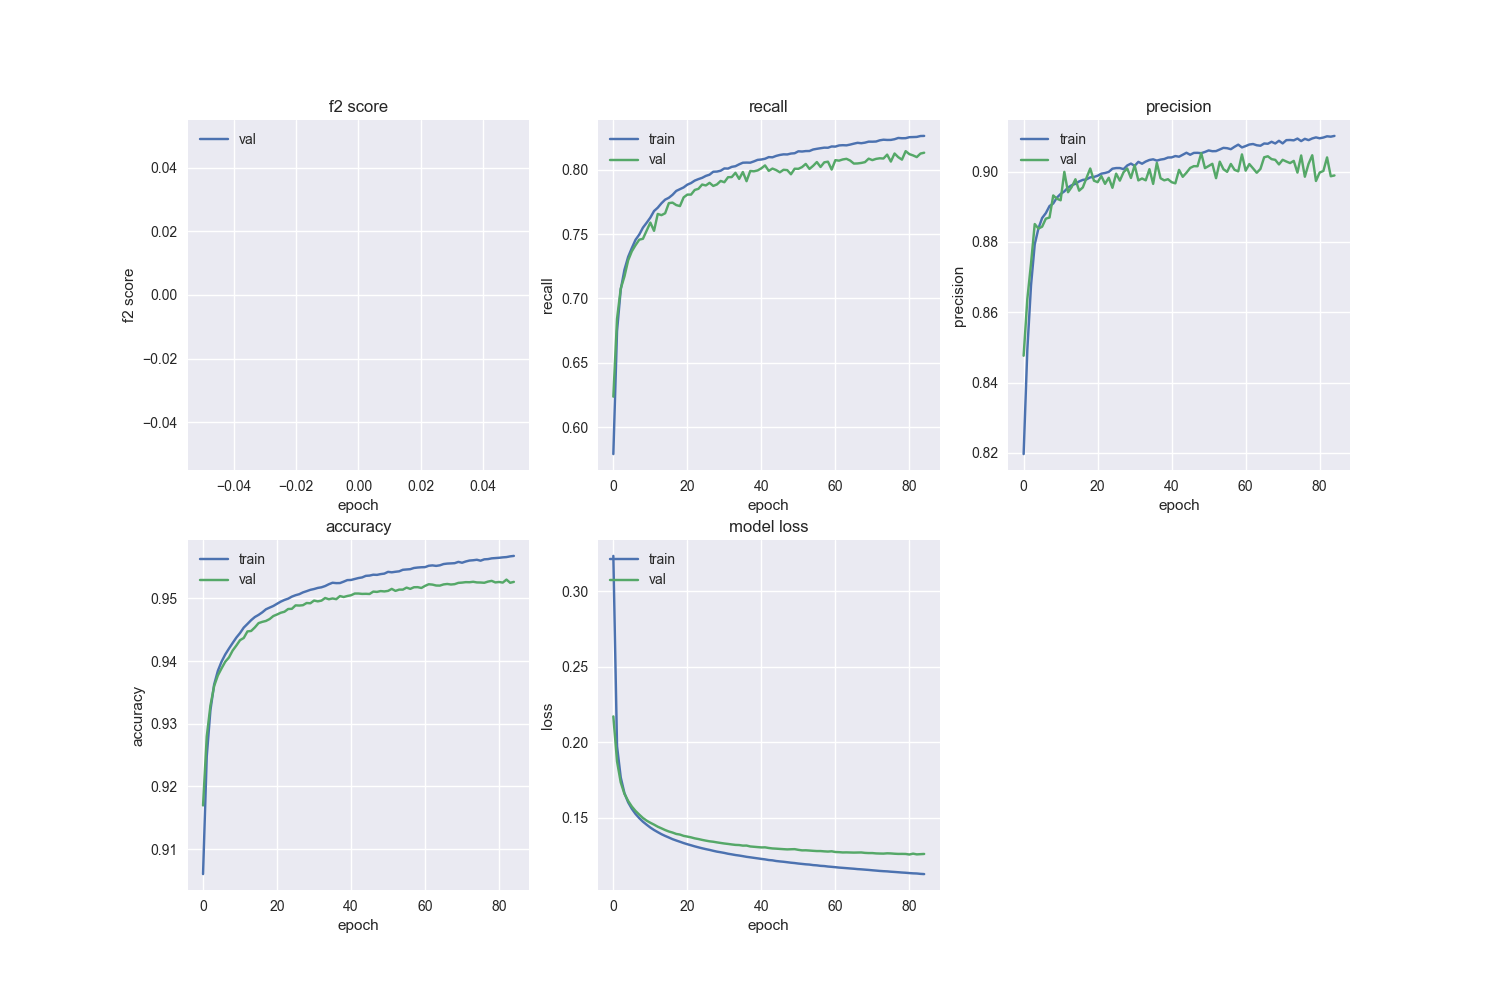 f2 score
val
0.04
0.02
0.00
−0.02
−0.04
f2 score
−0.04 −0.02 0.00 0.02 0.04
epoch
recall
train
val
0.80
0.75
0.70
0.65
0.60
recall
0 20 40 60 80
epoch
precision
train
val
0.90
0.88
0.86
0.84
0.82
precision
0 20 40 60 80
epoch
accuracy
train
val
0.95
0.94
0.93
0.92
0.91
accuracy
0 20 40 60 80
epoch
model loss
train
val
0.30
0.25
0.20
0.15
loss
0 20 40 60 80
epoch